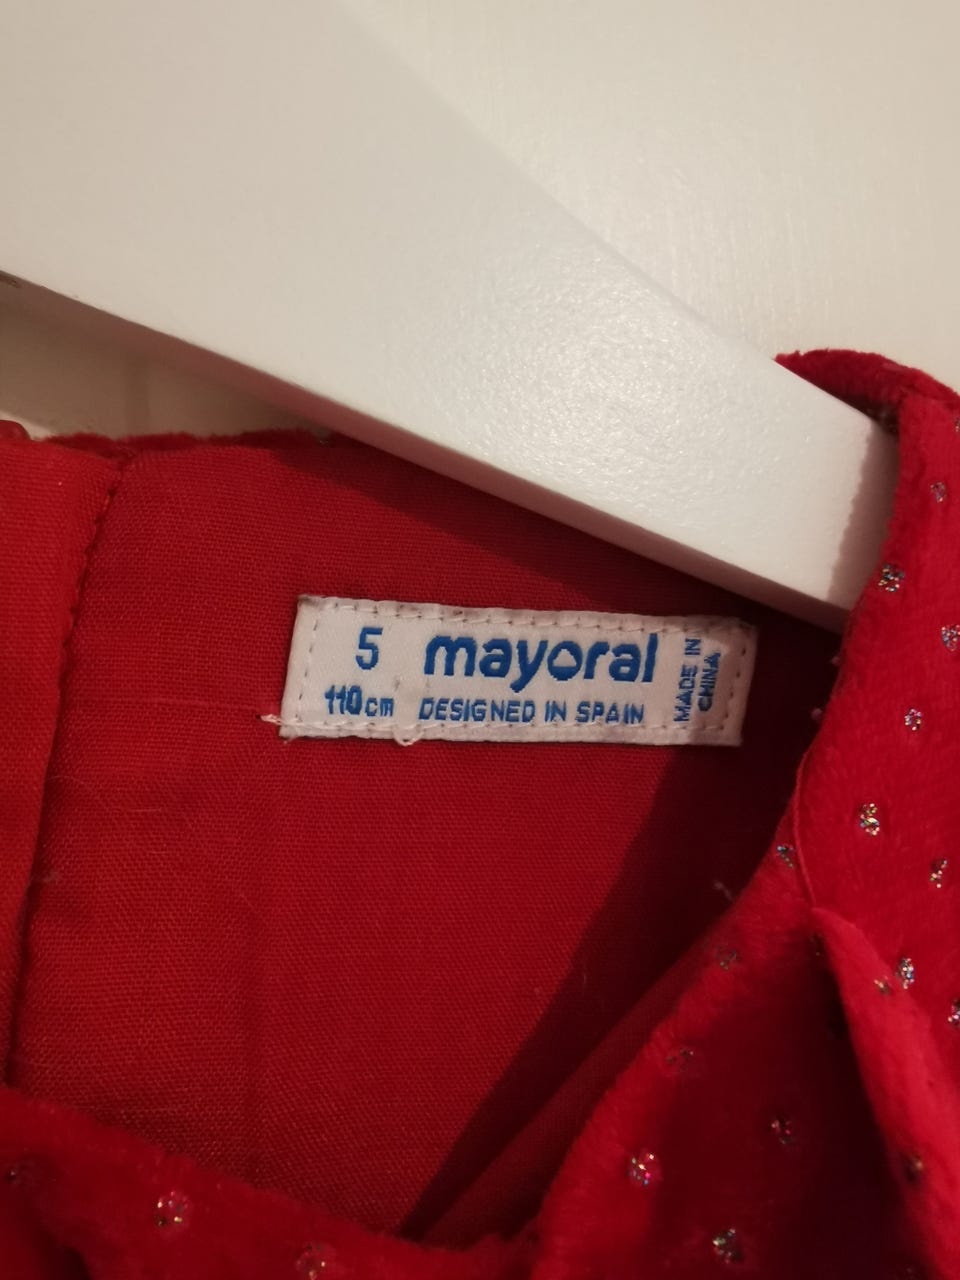 5 mayoral
110cm DESIGNED IN SPAIN
MADE IN
CHINA